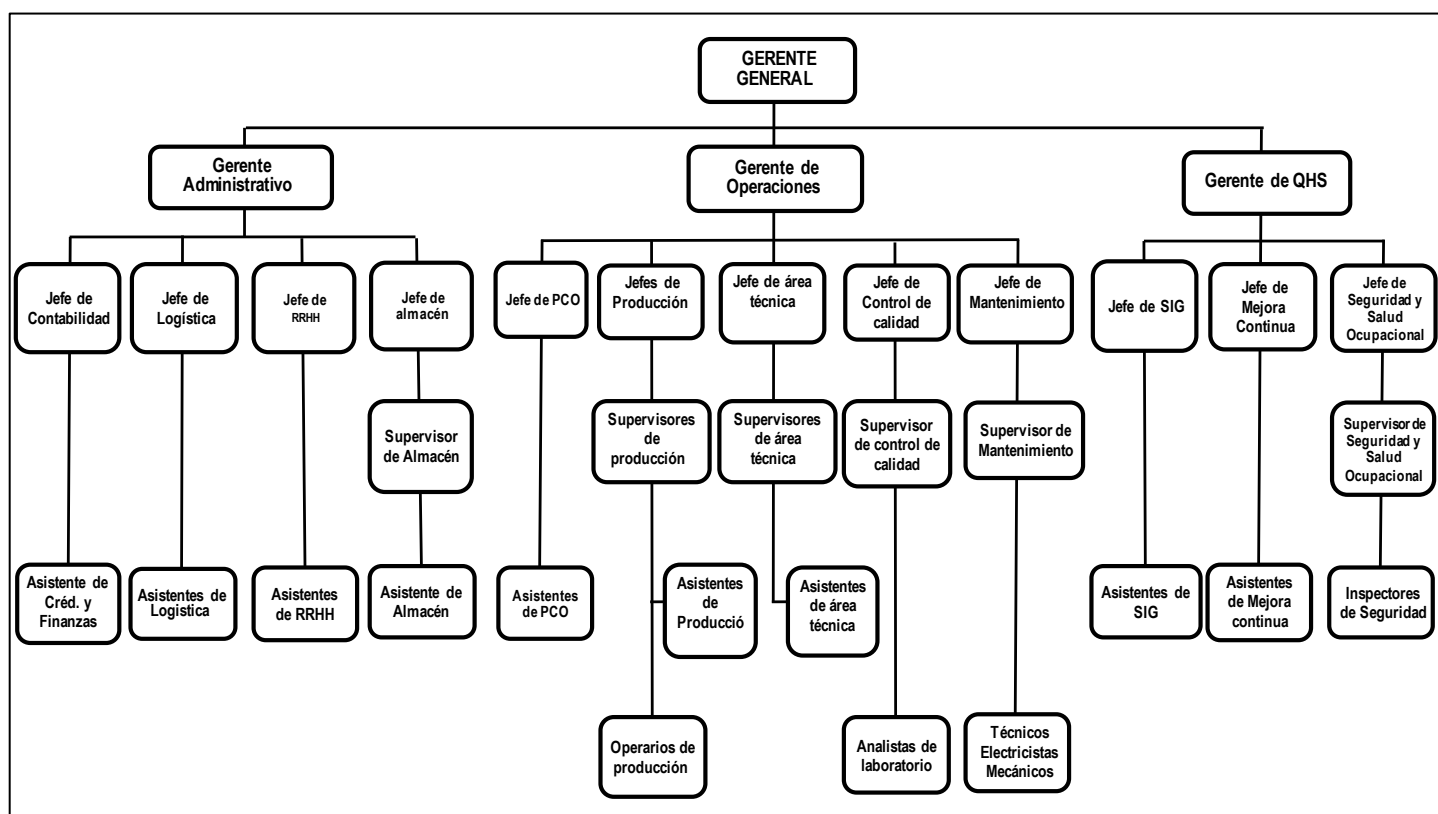 GERENTE
GENERAL
Gerente
Administrativo
Gerente de
Operaciones
Gerente de QHS
Jefe de
Contabilidad
Jefe de
Logística
Jefe de
RRHH
Jefe de
almacén
Jefe de PCO
Jefes de
Producción
Jefe de área
técnica
Jefe de
Control de
calidad
Jefe de
Mantenimiento
Jefe de SIG
Jefe de
Mejora
Continua
Jefe de
Seguridad y
Salud
Ocupacional
Supervisor
de Almacén
Supervisores
de
producción
Supervisores
de área
técnica
Supervisor
de control de
calidad
Supervisor de
Mantenimiento
Supervisor de
Seguridad y
Salud
Ocupacional
Asistente de
Créd. y
Finanzas
Asistentes de
Logistica
Asistentes
de RRHH
Asistente de
Almacén
Asistentes
de PCO
Asistentes
de
Producció
Asistentes
de área
técnica
Asistentes de
SIG
Asistentes
de Mejora
continua
Inspectores
de Seguridad
Operarios de
producción
Analistas de
laboratorio
Técnicos
Electricistas
Mecánicos